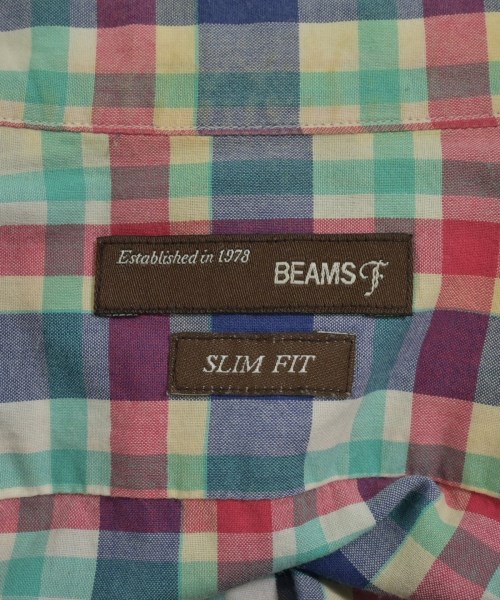 Established in 1978
BEAMS F
SLIM FIT